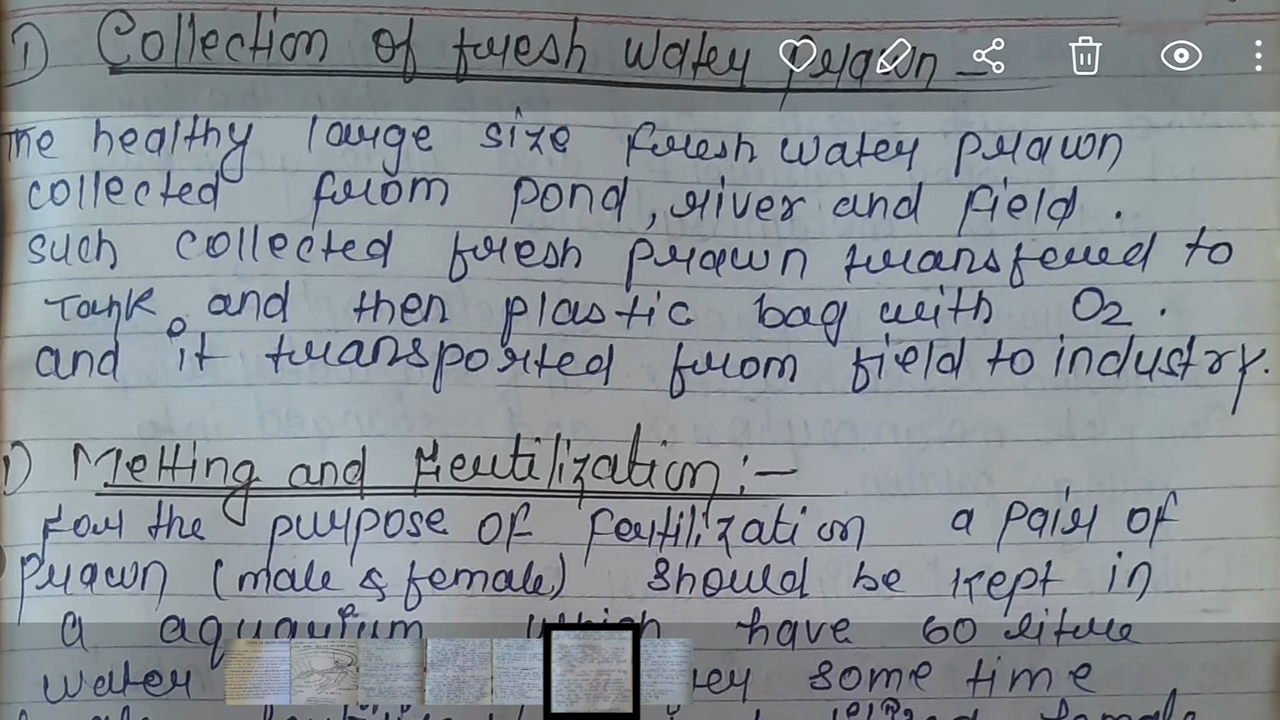 1) Collection of fresh water prawn –
The healthy large size fresh water prawn
collected from pond, river and field.
such collected fresh prawn transfered to
Tank and then plastic bag with O2.
and it transported from field to industry.
1) Metting and Fertilization :–
For the purpose of fertilization a pair of
prawn (male & female) should be kept in
a aquarium which have 60 litre
water some time
female